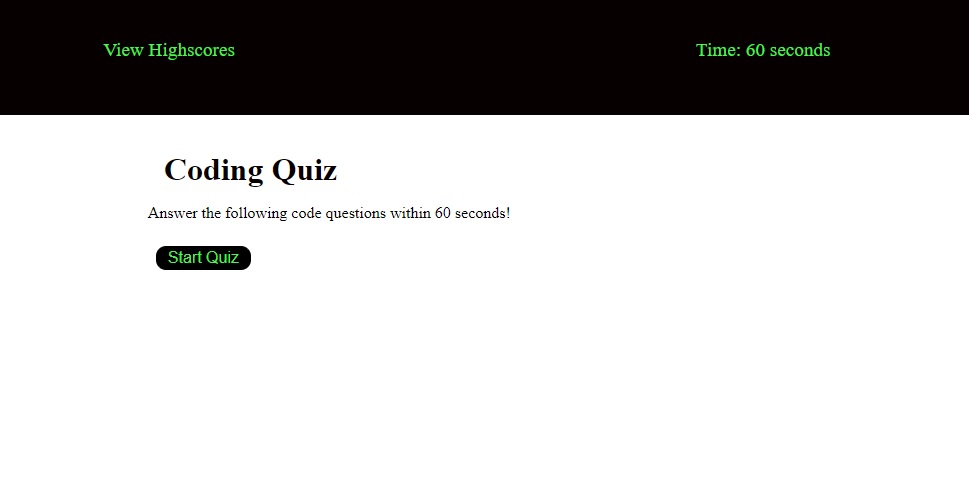 View Highscores
Time: 60 seconds
Coding Quiz
Answer the following code questions within 60 seconds!
Start Quiz